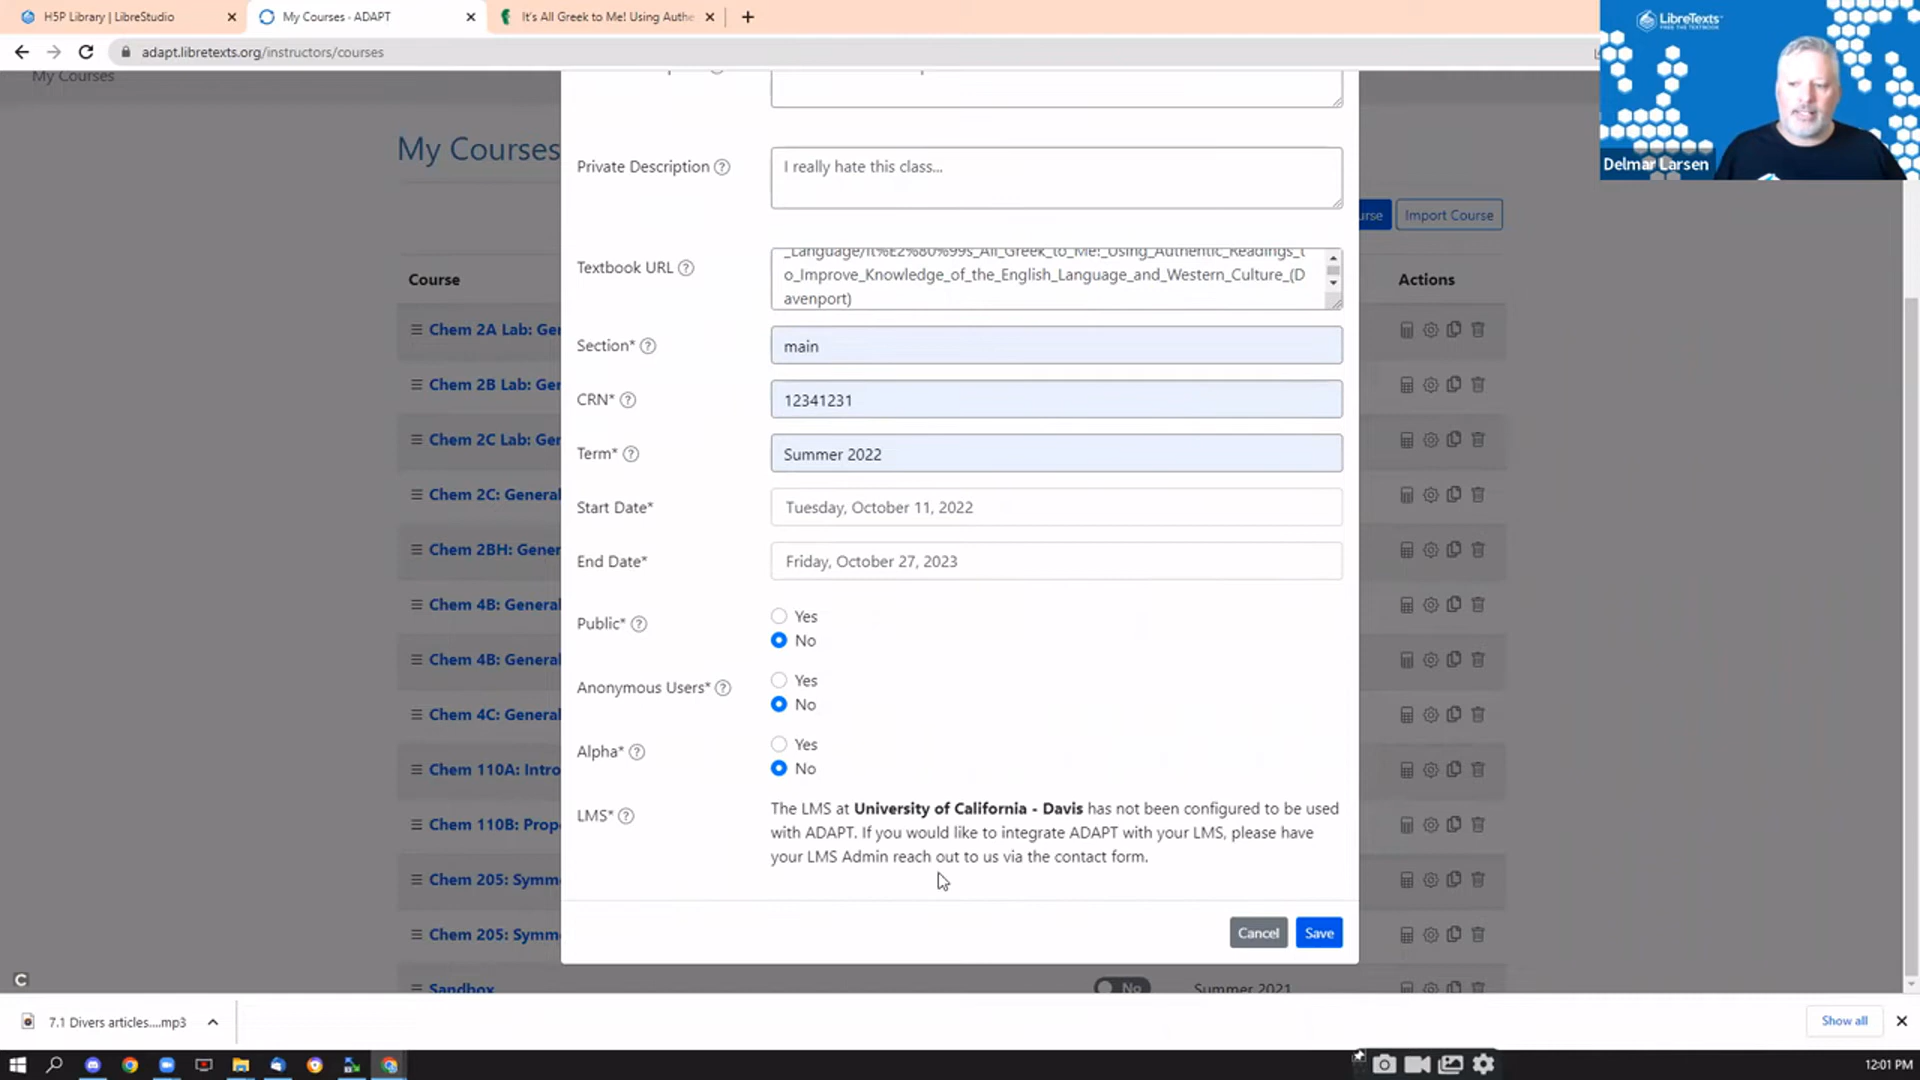 H5P Library | LibreStudio
My Courses - ADAPT
It's All Greek to Me! Using Authe
adapt.libretexts.org/instructors/courses
LibreTexts
FREE THE TEXTBOOK
Delmar Larsen
My Courses
My Courses
Import Course
Course
Actions
Chem 2A Lab: Ge
Chem 2B Lab: Ger
Chem 2C Lab: Ger
Chem 2C: General
Chem 2BH: Gener
Chem 4B: General
Chem 4B: General
Chem 4C: General
Chem 110A: Intro
Chem 110B: Prop
Chem 205: Symme
Chem 205: Symme
Sandbox
No
Summer 2021
Private Description
I really hate this class...
Textbook URL
_Language/It%E2%80%99s_All_Greek_to_Me!_Using_Authentic_Readings_t
o_Improve_Knowledge_of_the_English_Language_and_Western_Culture_(D
avenport)
Section*
main
CRN*
12341231
Term*
Summer 2022
Start Date*
Tuesday, October 11, 2022
End Date*
Friday, October 27, 2023
Public*
Yes
No
Anonymous Users*
Yes
No
Alpha*
Yes
No
LMS*
The LMS at University of California - Davis has not been configured to be used
with ADAPT. If you would like to integrate ADAPT with your LMS, please have
your LMS Admin reach out to us via the contact form.
Cancel
Save
7.1 Divers articles....mp3
Show all
12:01 PM